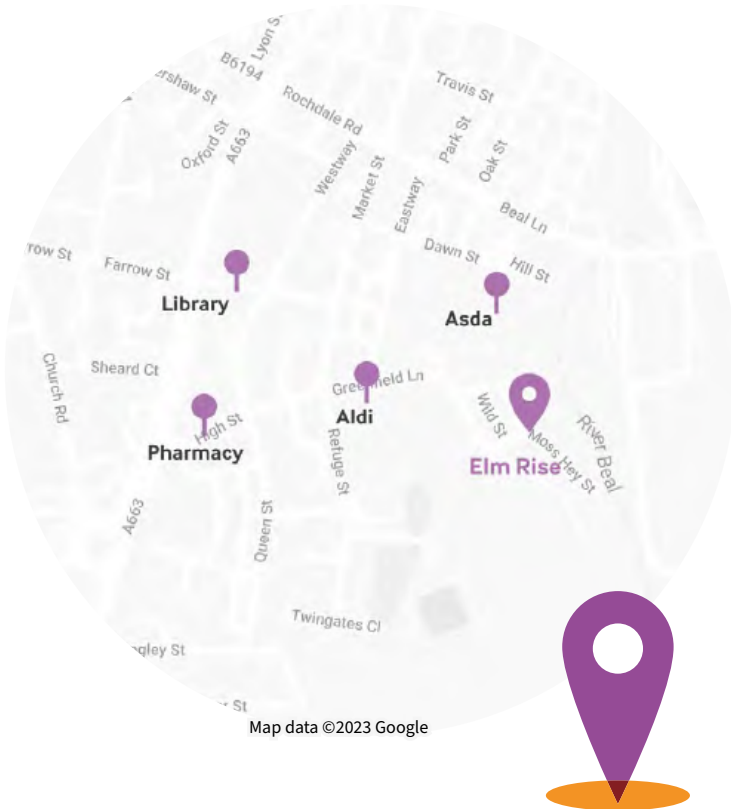 Lyon S
B6194
ershaw St
Travis St
Rochdale Rd
Oxford St
A663
Westway
Market St
Park St
Oak St
Eastway
Beal Ln
row St
Farrow St
Dawn St
Hill St
Library
Asda
Sheard Ct
Church Rd
Greenfield Ln
Aldi
High St
Pharmacy
Wild St
Moss Hey St
River Beal
Elm Rise
Refuge St
A663
Queen St
Twingates Cl
gley St
St
Map data ©2023 Google